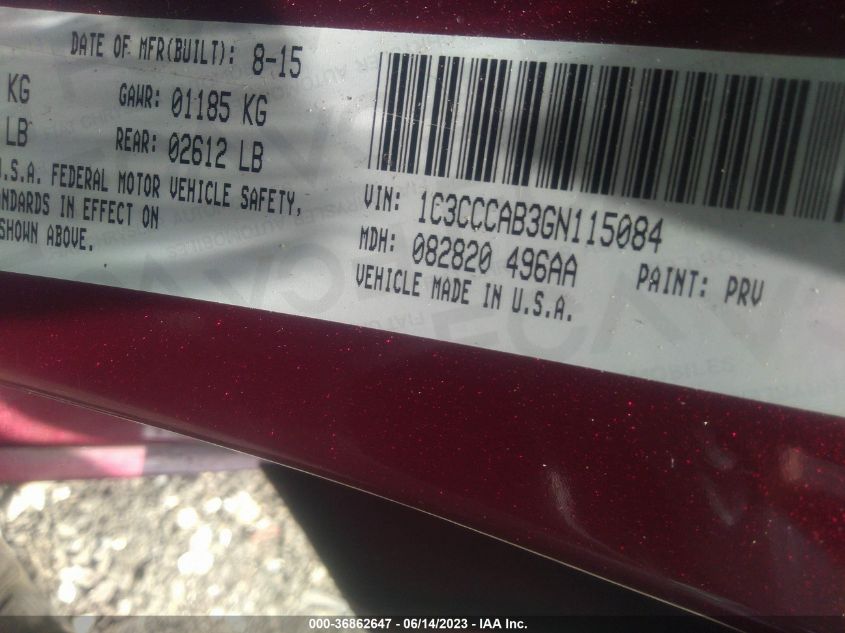 DATE OF MFR(BUILT): 8-15
KG GAWR: 01185 KG
LB REAR: 02612 LB
U.S.A. FEDERAL MOTOR VEHICLE SAFETY,
IN EFFECT ON
SHOWN ABOVE.
VIN: 1C3CCCAB3GN115084
MDH: 082820 496AA PAINT: PRV
VEHICLE MADE IN U.S.A.
000-36862647 - 06/14/2023 - IAA Inc.